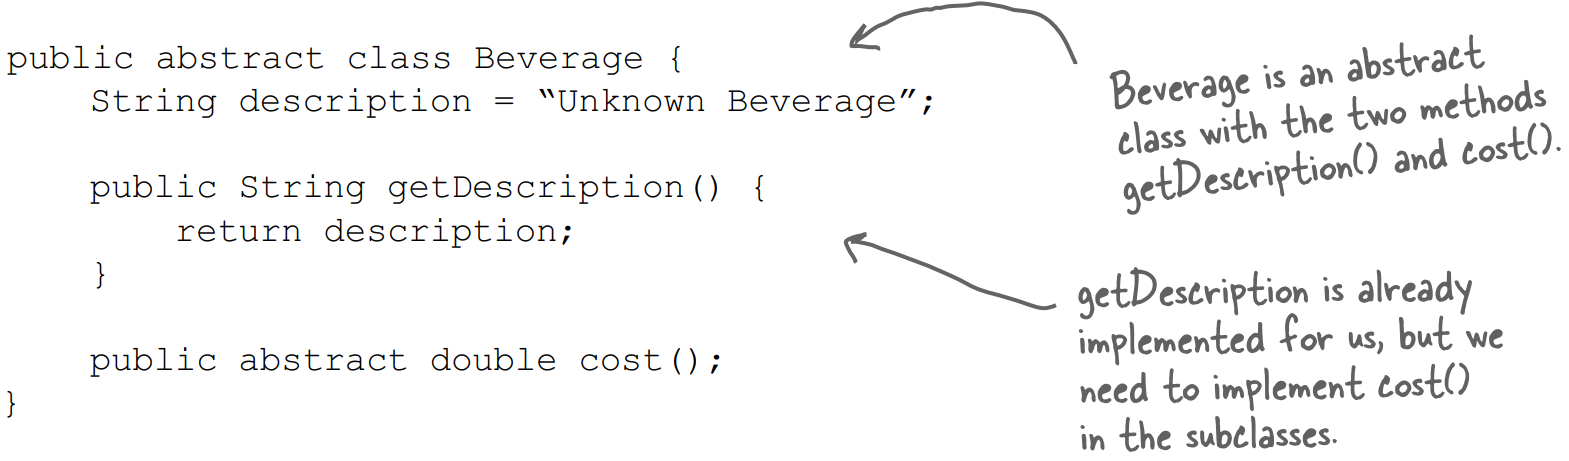 public abstract class Beverage {
String description = “Unknown Beverage”;
public String getDescription() {
return description;
}
public abstract double cost();
}
Beverage is an abstract
class with the two methods
getDescription() and cost().
getDescription is already
implemented for us, but we
need to implement cost()
in the subclasses.